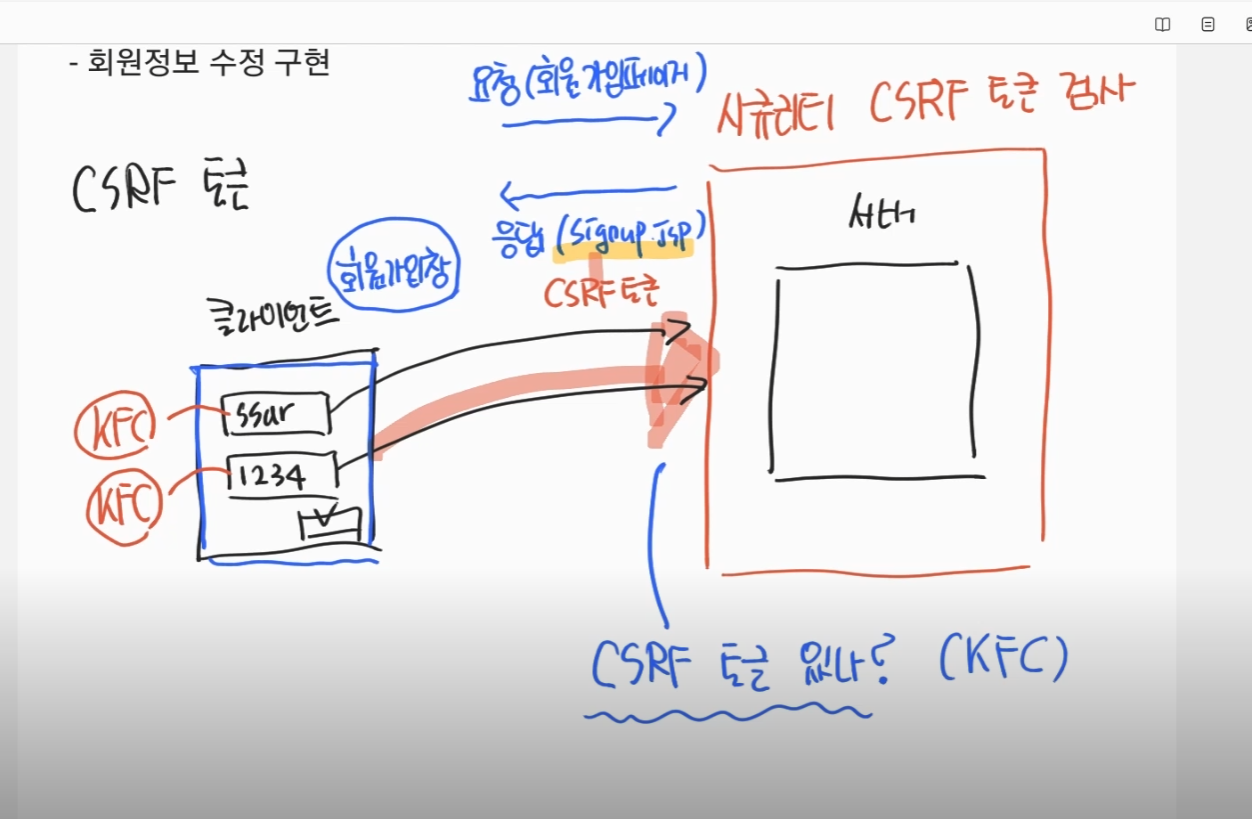 - 회원정보 수정 구현
요청 (회원가입페이지)
시큐리티 CSRF 토큰 검사
CSRF 토큰
응답 (signup.jsp)
CSRF 토큰
서버
회원가입창
클라이언트
KFC
ssar
KFC
1234
CSRF 토큰 있나? (KFC)